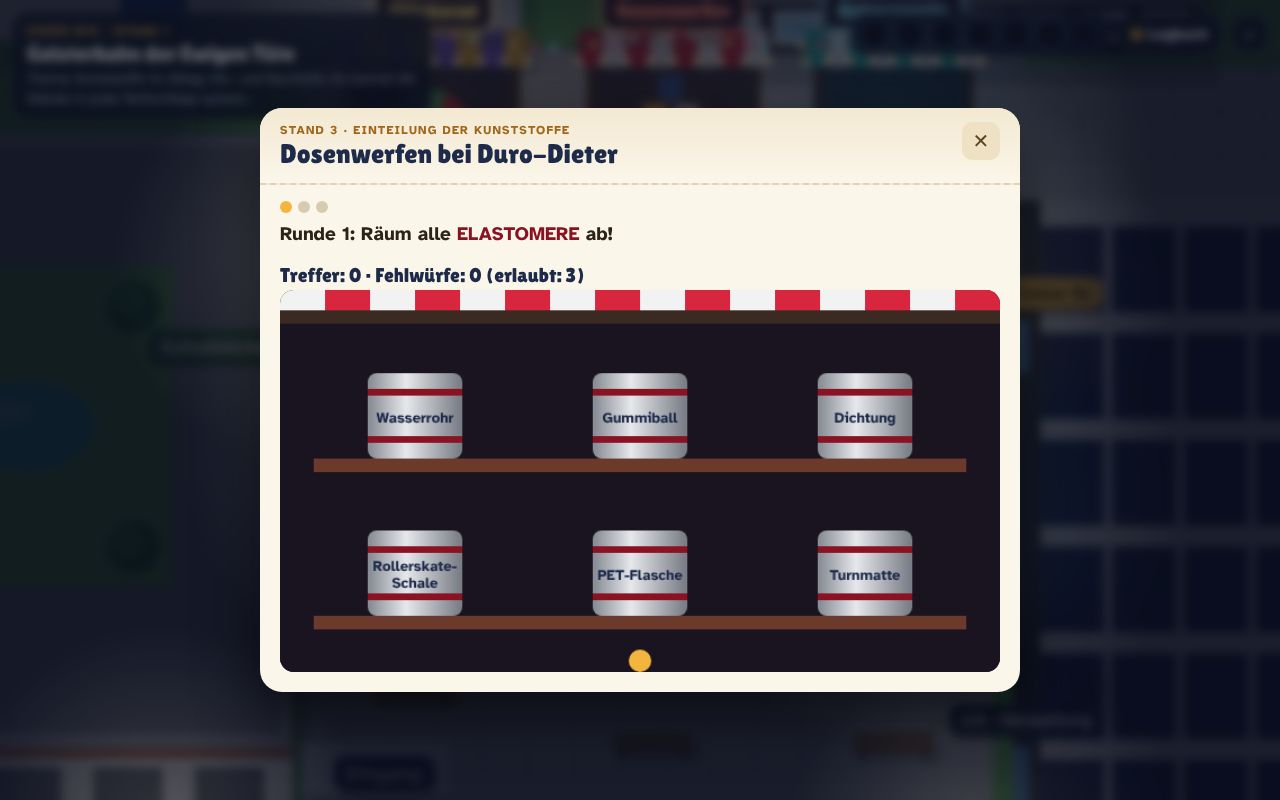 STAND 3 · EINTEILUNG DER KUNSTSTOFFE
Dosenwerfen bei Duro-Dieter
✕
Runde 1: Räum alle ELASTOMERE ab!
Treffer: 0 · Fehlwürfe: 0 (erlaubt: 3)
Wasserrohr
Gummiball
Dichtung
Rollerskate-
Schale
PET-Flasche
Turnmatte